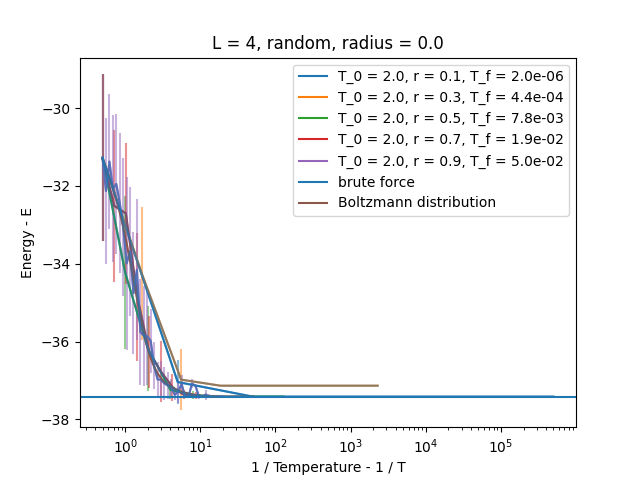 L = 4, random, radius = 0.0
Energy - E
−30
−32
−34
−36
−38
T_0 = 2.0, r = 0.1, T_f = 2.0e-06
T_0 = 2.0, r = 0.3, T_f = 4.4e-04
T_0 = 2.0, r = 0.5, T_f = 7.8e-03
T_0 = 2.0, r = 0.7, T_f = 1.9e-02
T_0 = 2.0, r = 0.9, T_f = 5.0e-02
brute force
Boltzmann distribution
10⁰ 10¹ 10² 10³ 10⁴ 10⁵
1 / Temperature - 1 / T